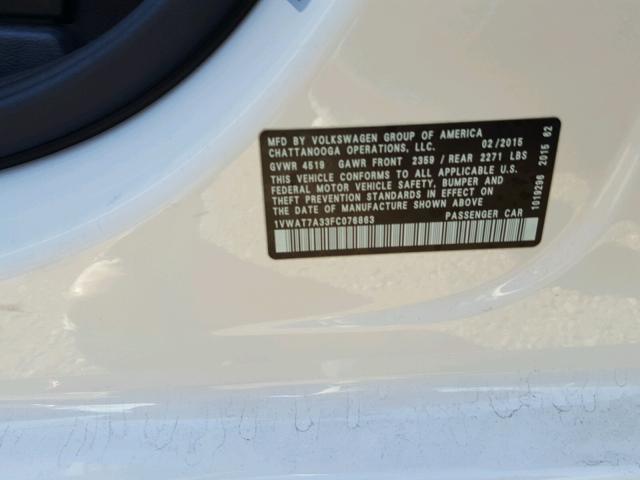 MFD BY VOLKSWAGEN GROUP OF AMERICA 02/2015
CHATTANOOGA OPERATIONS, LLC.
GVWR 4519 GAWR FRONT 2359 / REAR 2271 LBS
THIS VEHICLE CONFORMS TO ALL APPLICABLE U.S.
FEDERAL MOTOR VEHICLE SAFETY, BUMPER AND
THEFT PREVENTION STANDARDS IN EFFECT ON THE
DATE OF MANUFACTURE SHOWN ABOVE.
1VWAT7A33FC076863 PASSENGER CAR
1019296 2015 62